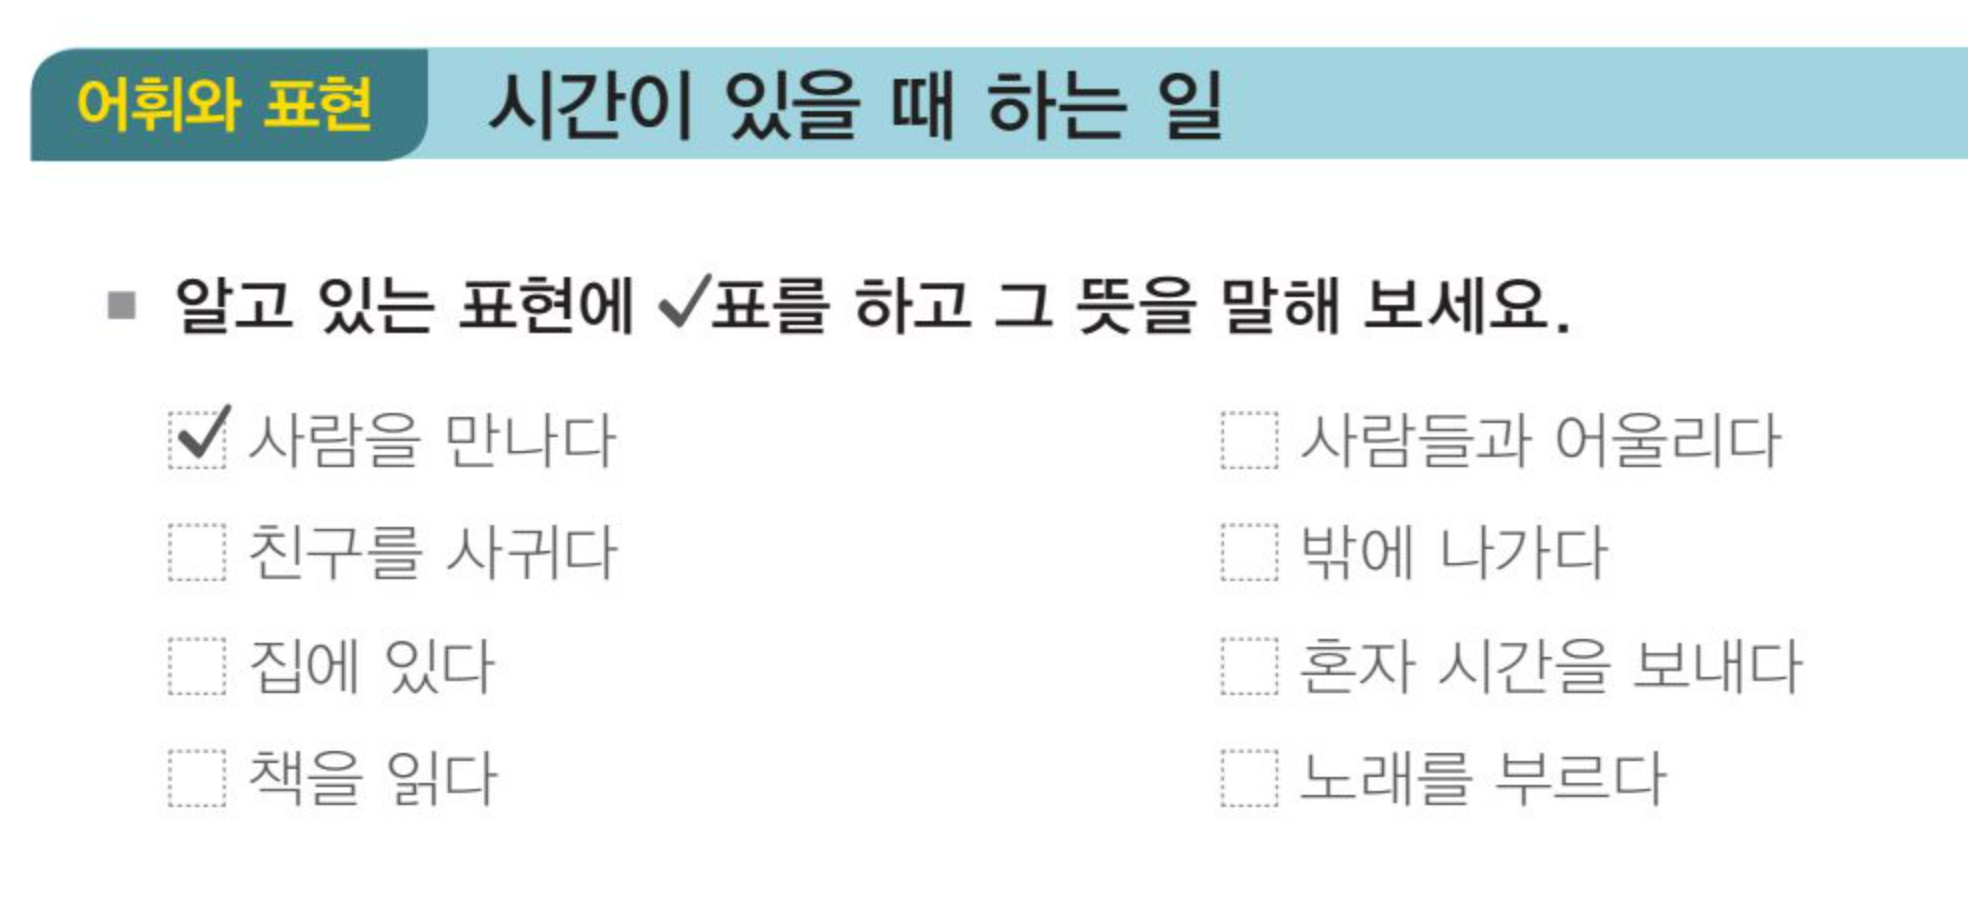 어휘와 표현 시간이 있을 때 하는 일
■ 알고 있는 표현에 ✓표를 하고 그 뜻을 말해 보세요.
✓ 사람을 만나다 사람들과 어울리다
친구를 사귀다 밖에 나가다
집에 있다 혼자 시간을 보내다
책을 읽다 노래를 부르다